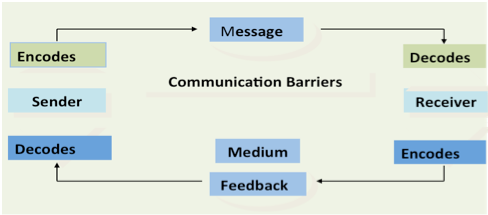 Message
Encodes
Decodes
Communication Barriers
Sender
Receiver
Decodes
Medium
Encodes
Feedback